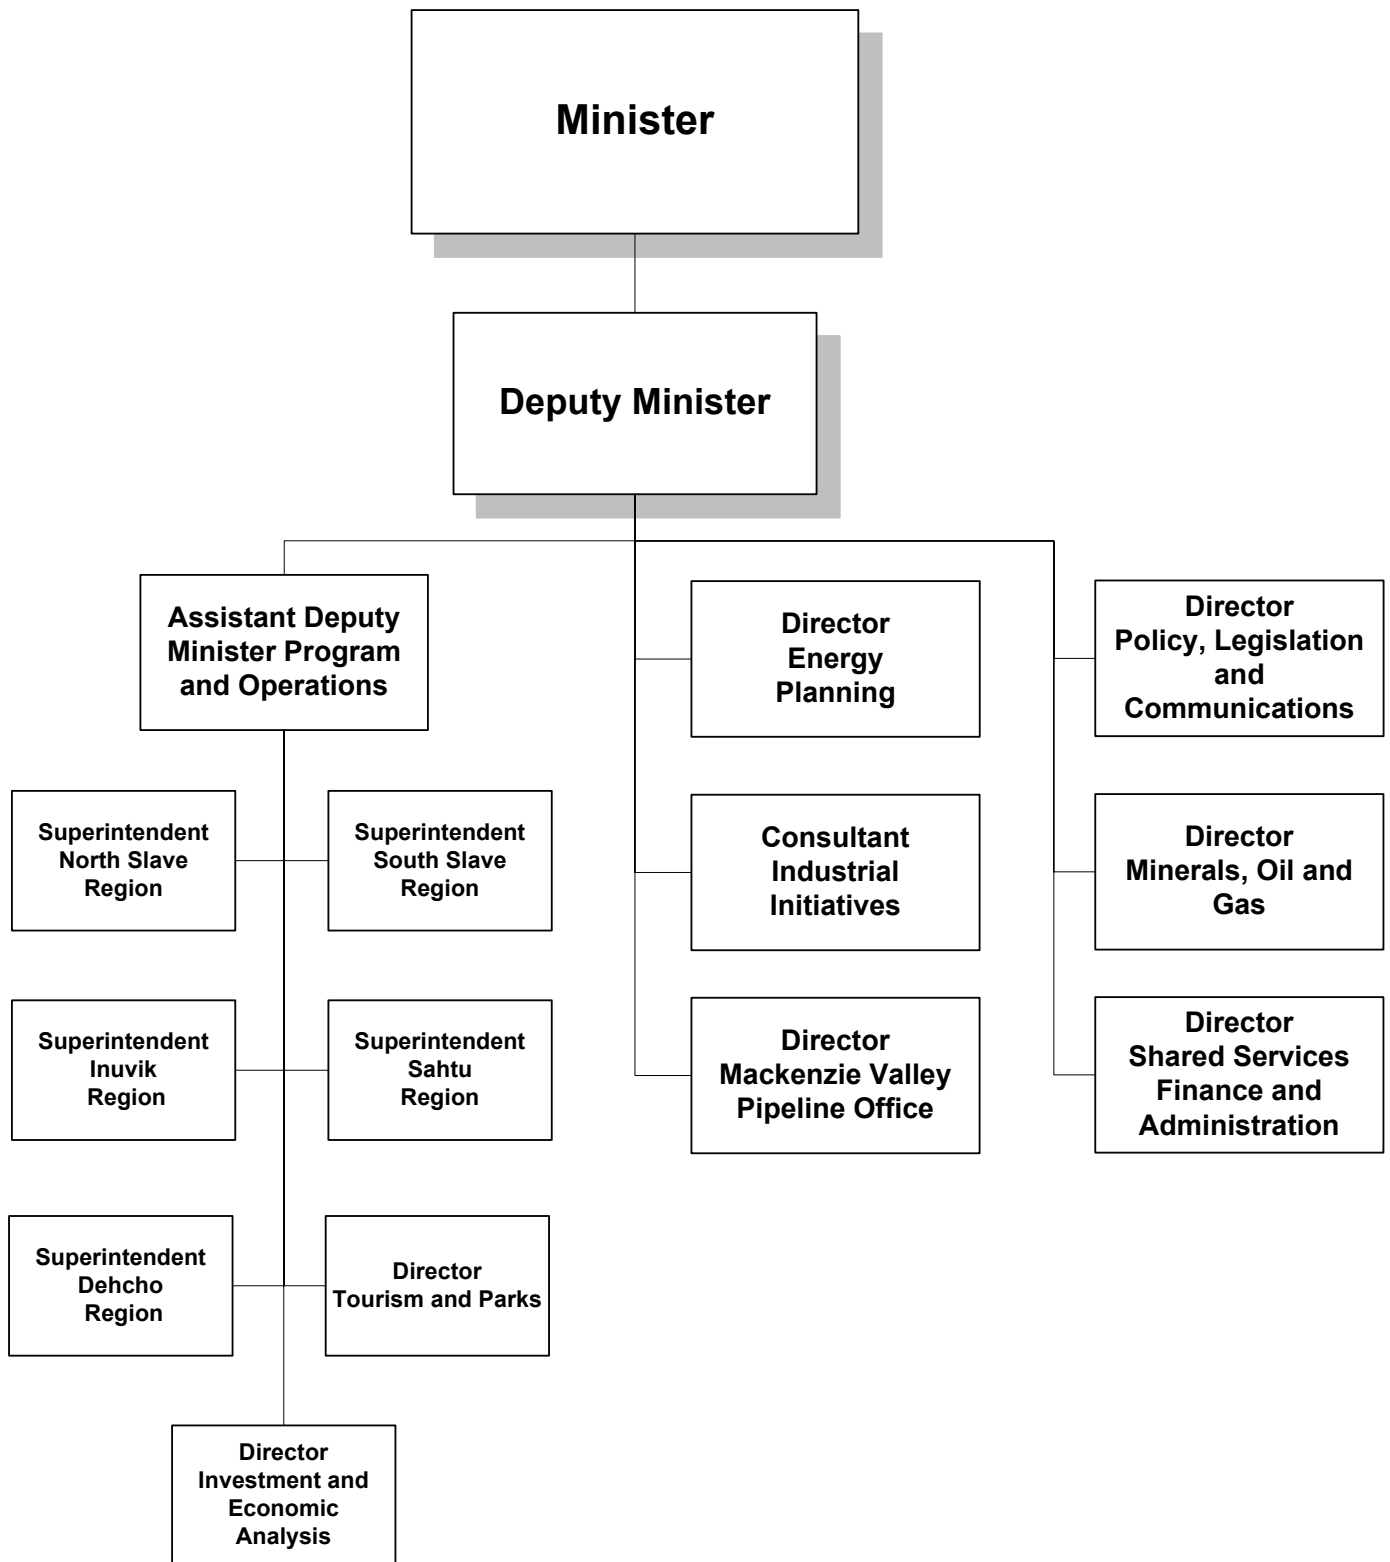 Minister
Deputy Minister
Assistant Deputy
Minister Program
and Operations
Director
Energy
Planning
Director
Policy, Legislation
and
Communications
Superintendent
North Slave
Region
Superintendent
South Slave
Region
Consultant
Industrial
Initiatives
Director
Minerals, Oil and
Gas
Superintendent
Inuvik
Region
Superintendent
Sahtu
Region
Director
Mackenzie Valley
Pipeline Office
Director
Shared Services
Finance and
Administration
Superintendent
Dehcho
Region
Director
Tourism and Parks
Director
Investment and
Economic
Analysis